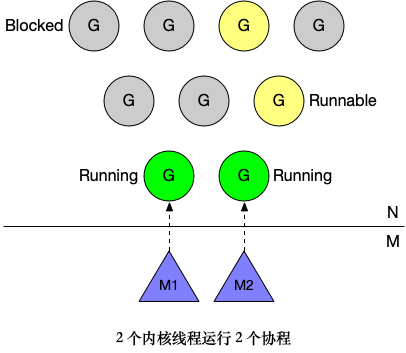 Blocked G G G G
G G G Runnable
Running G G Running
N
M
M1 M2
2 个内核线程运行 2 个协程